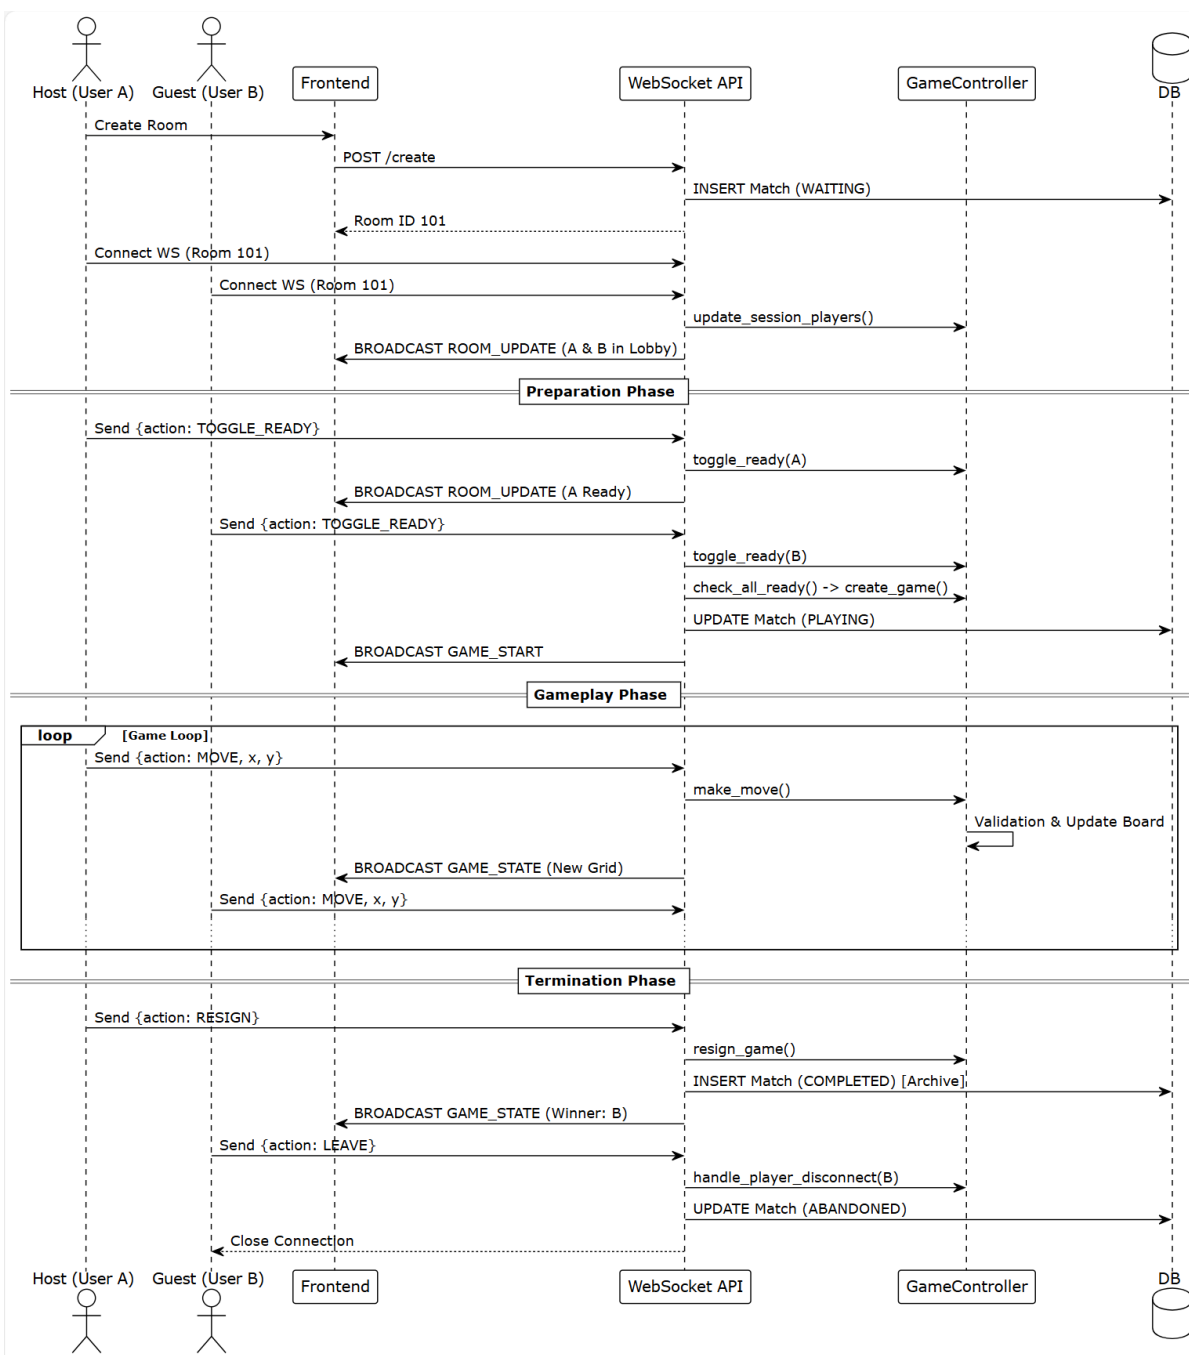 Host (User A)
Guest (User B)
Frontend
WebSocket API
GameController
DB
Create Room
POST /create
INSERT Match (WAITING)
Room ID 101
Connect WS (Room 101)
Connect WS (Room 101)
update_session_players()
BROADCAST ROOM_UPDATE (A & B in Lobby)
Preparation Phase
Send {action: TOGGLE_READY}
toggle_ready(A)
BROADCAST ROOM_UPDATE (A Ready)
Send {action: TOGGLE_READY}
toggle_ready(B)
check_all_ready() -> create_game()
UPDATE Match (PLAYING)
BROADCAST GAME_START
Gameplay Phase
loop
[Game Loop]
Send {action: MOVE, x, y}
make_move()
Validation & Update Board
BROADCAST GAME_STATE (New Grid)
Send {action: MOVE, x, y}
Termination Phase
Send {action: RESIGN}
resign_game()
INSERT Match (COMPLETED) [Archive]
BROADCAST GAME_STATE (Winner: B)
Send {action: LEAVE}
handle_player_disconnect(B)
UPDATE Match (ABANDONED)
Close Connection
Host (User A)
Guest (User B)
Frontend
WebSocket API
GameController
DB